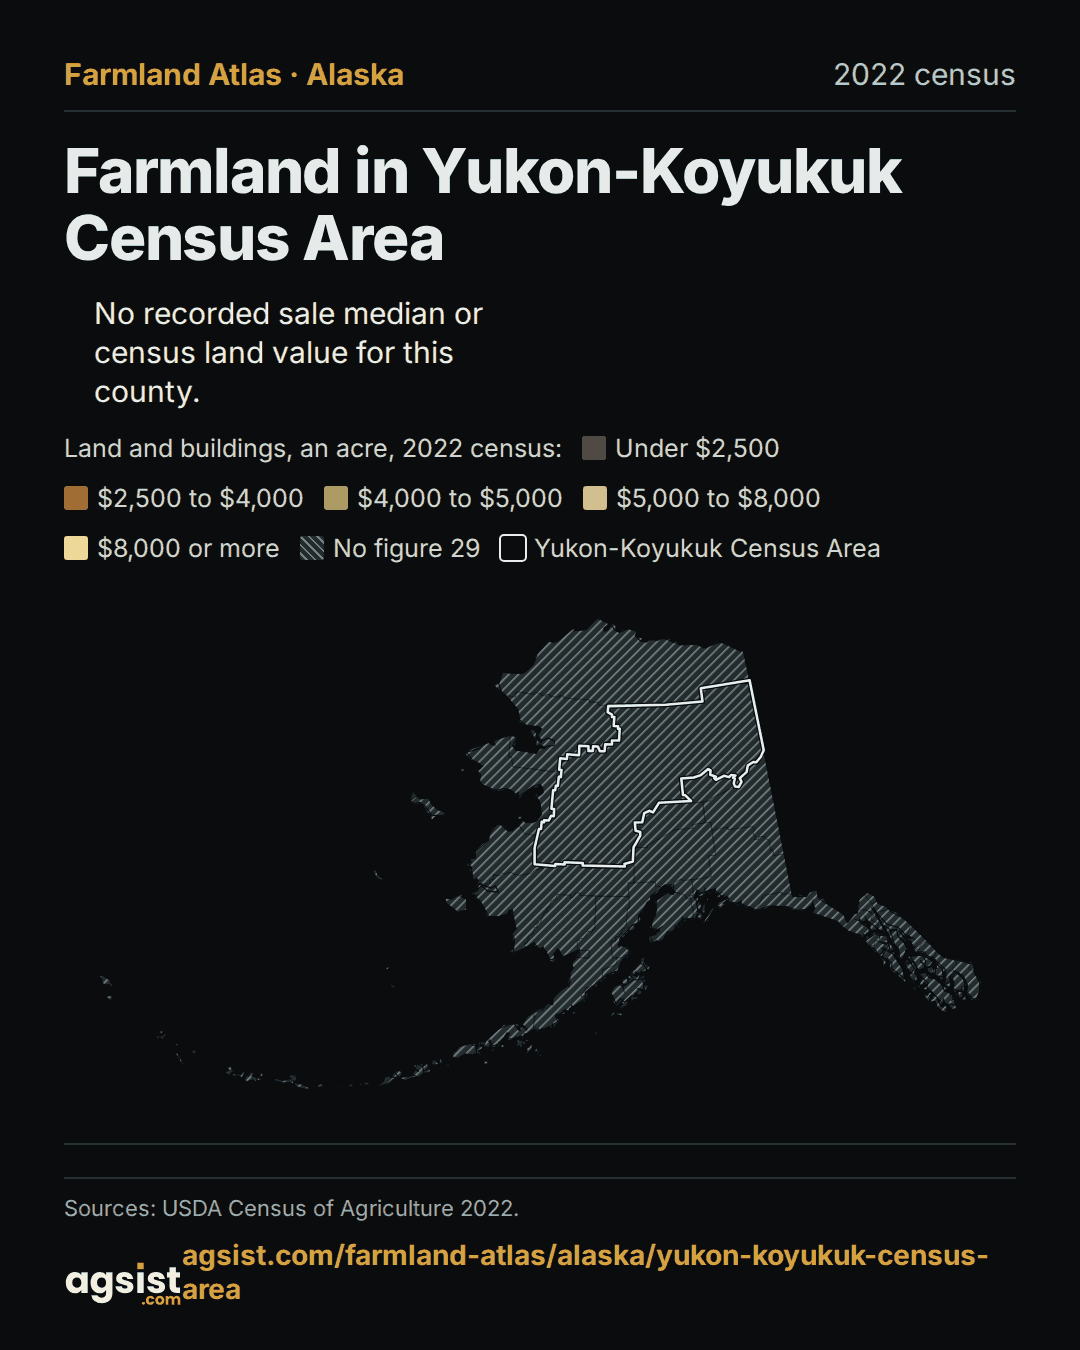 Farmland Atlas · Alaska
2022 census
Farmland in Yukon-Koyukuk
Census Area
No recorded sale median or
census land value for this
county.
Land and buildings, an acre, 2022 census: Under $2,500
$2,500 to $4,000 $4,000 to $5,000 $5,000 to $8,000
$8,000 or more No figure 29 Yukon-Koyukuk Census Area
Sources: USDA Census of Agriculture 2022.
agsist.com/farmland-atlas/alaska/yukon-koyukuk-census-
area
agsist
.com